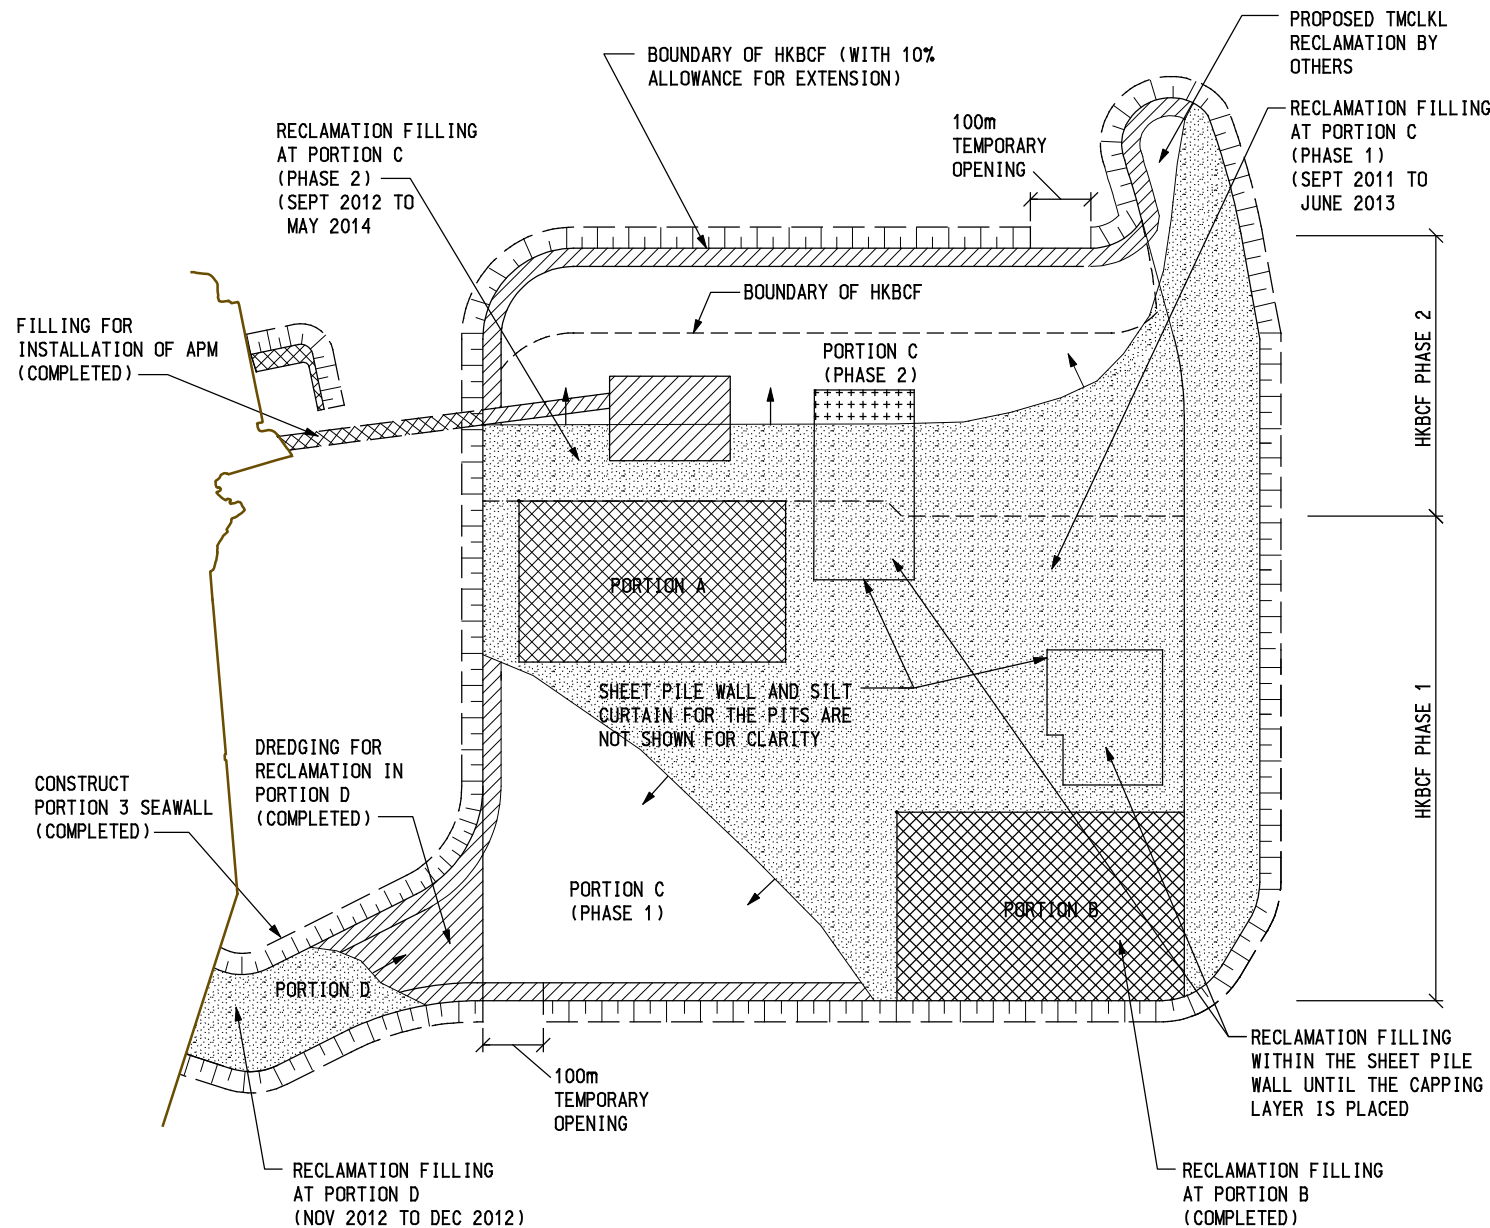 PROPOSED TMCLKL
RECLAMATION BY
OTHERS
BOUNDARY OF HKBCF (WITH 10%
ALLOWANCE FOR EXTENSION)
RECLAMATION FILLING
AT PORTION C
(PHASE 1)
(SEPT 2011 TO
JUNE 2013
100m
TEMPORARY
OPENING
RECLAMATION FILLING
AT PORTION C
(PHASE 2)
(SEPT 2012 TO
MAY 2014
BOUNDARY OF HKBCF
FILLING FOR
INSTALLATION OF APM
(COMPLETED)
PORTION C
(PHASE 2)
HKBCF PHASE 2
PORTION A
SHEET PILE WALL AND SILT
CURTAIN FOR THE PITS ARE
NOT SHOWN FOR CLARITY
HKBCF PHASE 1
DREDGING FOR
RECLAMATION IN
PORTION D
(COMPLETED)
CONSTRUCT
PORTION 3 SEAWALL
(COMPLETED)
PORTION C
(PHASE 1)
PORTION B
PORTION D
RECLAMATION FILLING
WITHIN THE SHEET PILE
WALL UNTIL THE CAPPING
LAYER IS PLACED
100m
TEMPORARY
OPENING
RECLAMATION FILLING
AT PORTION D
(NOV 2012 TO DEC 2012)
RECLAMATION FILLING
AT PORTION B
(COMPLETED)